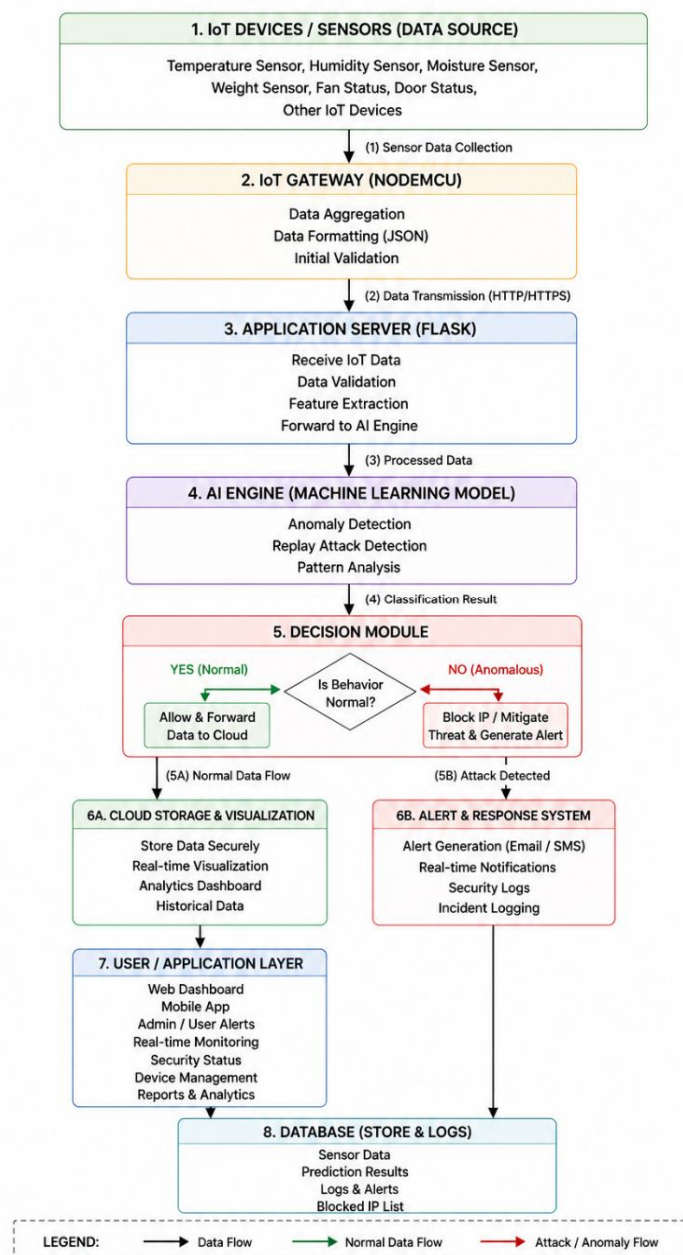 1. IoT DEVICES / SENSORS (DATA SOURCE)
Temperature Sensor, Humidity Sensor, Moisture Sensor,
Weight Sensor, Fan Status, Door Status,
Other IoT Devices
(1) Sensor Data Collection
2. IoT GATEWAY (NODEMCU)
Data Aggregation
Data Formatting (JSON)
Initial Validation
(2) Data Transmission (HTTP/HTTPS)
3. APPLICATION SERVER (FLASK)
Receive IoT Data
Data Validation
Feature Extraction
Forward to AI Engine
(3) Processed Data
4. AI ENGINE (MACHINE LEARNING MODEL)
Anomaly Detection
Replay Attack Detection
Pattern Analysis
(4) Classification Result
5. DECISION MODULE
YES (Normal)
Is Behavior
Normal?
NO (Anomalous)
Allow & Forward
Data to Cloud
Block IP / Mitigate
Threat & Generate Alert
(5A) Normal Data Flow
(5B) Attack Detected
6A. CLOUD STORAGE & VISUALIZATION
Store Data Securely
Real-time Visualization
Analytics Dashboard
Historical Data
6B. ALERT & RESPONSE SYSTEM
Alert Generation (Email / SMS)
Real-time Notifications
Security Logs
Incident Logging
7. USER / APPLICATION LAYER
Web Dashboard
Mobile App
Admin / User Alerts
Real-time Monitoring
Security Status
Device Management
Reports & Analytics
8. DATABASE (STORE & LOGS)
Sensor Data
Prediction Results
Logs & Alerts
Blocked IP List
LEGEND:
Data Flow
Normal Data Flow
Attack / Anomaly Flow